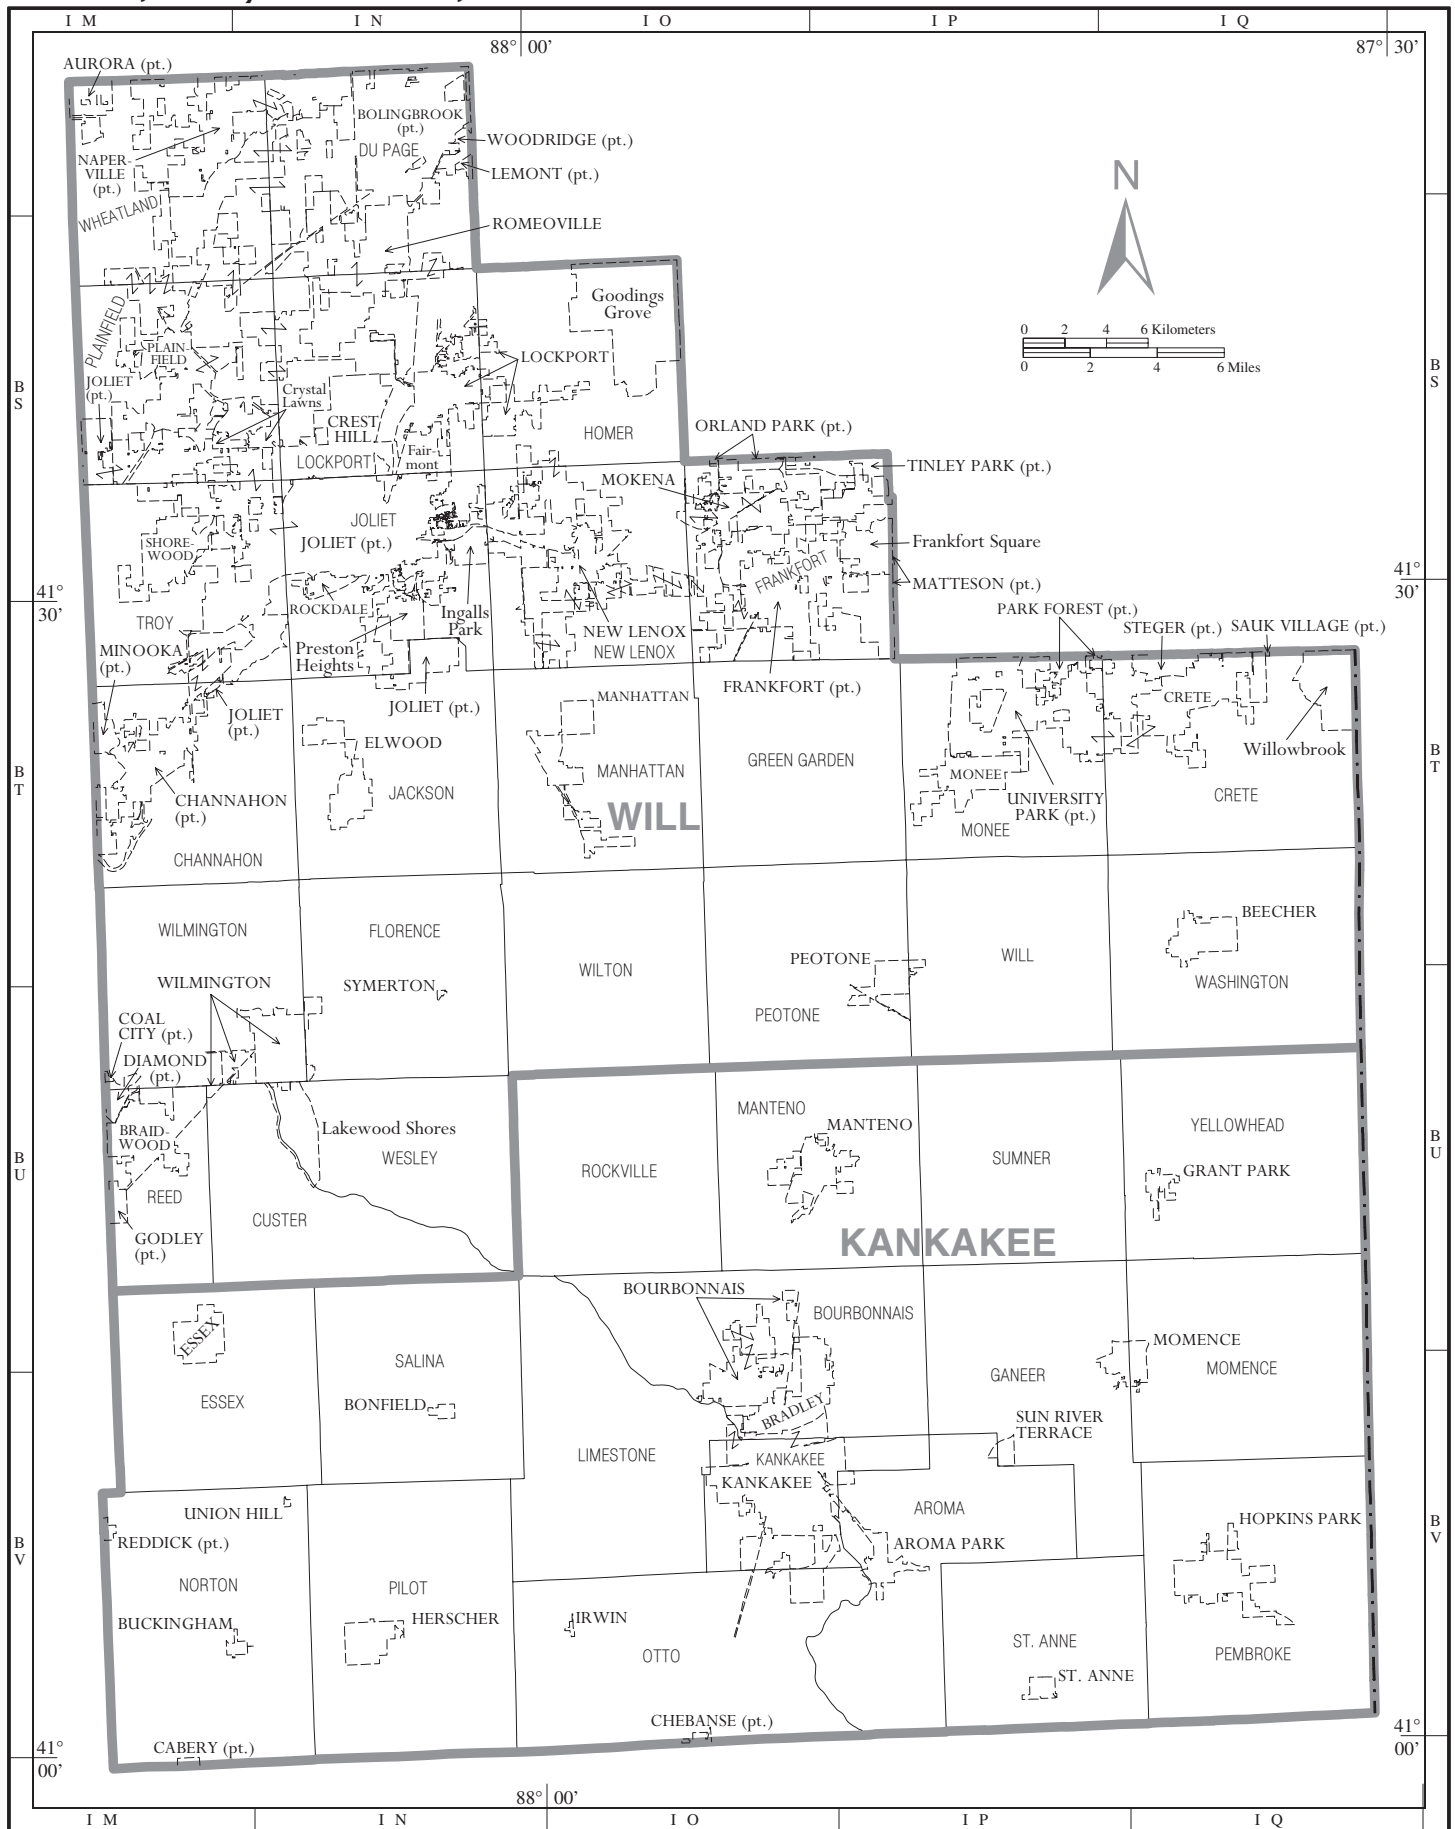 I M
I N
I O
I P
I Q
88° 00’
87° 30’
AURORA (pt.)
BOLINGBROOK
(pt.)
DU PAGE
WOODRIDGE (pt.)
LEMONT (pt.)
NAPER-
VILLE
(pt.)
WHEATLAND
ROMEOVILLE
N
Goodings
Grove
PLAINFIELD
PLAIN-
FIELD
LOCKPORT
0 2 4 6 Kilometers
0 2 4 6 Miles
B
S
B
S
JOLIET
(pt.)
Crystal
Lawns
CREST
HILL
LOCKPORT
Fair-
mont
HOMER
ORLAND PARK (pt.)
TINLEY PARK (pt.)
MOKENA
JOLIET
JOLIET (pt.)
SHORE-
WOOD
Frankfort Square
FRANKFORT
MATTESON (pt.)
41°
30’
41°
30’
ROCKDALE
TROY
Ingalls
Park
Preston
Heights
NEW LENOX
NEW LENOX
PARK FOREST (pt.)
STEGER (pt.)
SAUK VILLAGE (pt.)
MINOOKA
(pt.)
FRANKFORT (pt.)
JOLIET
(pt.)
JOLIET (pt.)
MANHATTAN
CRETE
ELWOOD
Willowbrook
B
T
B
T
GREEN GARDEN
MANHATTAN
MONEE
CHANNAHON
(pt.)
JACKSON
UNIVERSITY
PARK (pt.)
CRETE
WILL
MONEE
CHANNAHON
WILMINGTON
FLORENCE
BEECHER
WILTON
PEOTONE
WILL
WILMINGTON
SYMERTON
WASHINGTON
PEOTONE
COAL
CITY (pt.)
DIAMOND
(pt.)
BRAID-
WOOD
Lakewood Shores
WESLEY
MANTENO
MANTENO
YELLOWHEAD
B
U
B
U
ROCKVILLE
SUMNER
GRANT PARK
REED
CUSTER
GODLEY
(pt.)
KANKAKEE
BOURBONNAIS
BOURBONNAIS
ESSEX
SALINA
MOMENCE
MOMENCE
GANEER
ESSEX
BONFIELD
BRADLEY
SUN RIVER
TERRACE
LIMESTONE
KANKAKEE
KANKAKEE
UNION HILL
AROMA
HOPKINS PARK
B
V
B
V
REDDICK (pt.)
AROMA PARK
NORTON
PILOT
BUCKINGHAM
HERSCHER
IRWIN
OTTO
ST. ANNE
PEMBROKE
ST. ANNE
CHEBANSE (pt.)
CABERY (pt.)
41°
00’
41°
00’
88° 00’
I M
I N
I O
I P
I Q